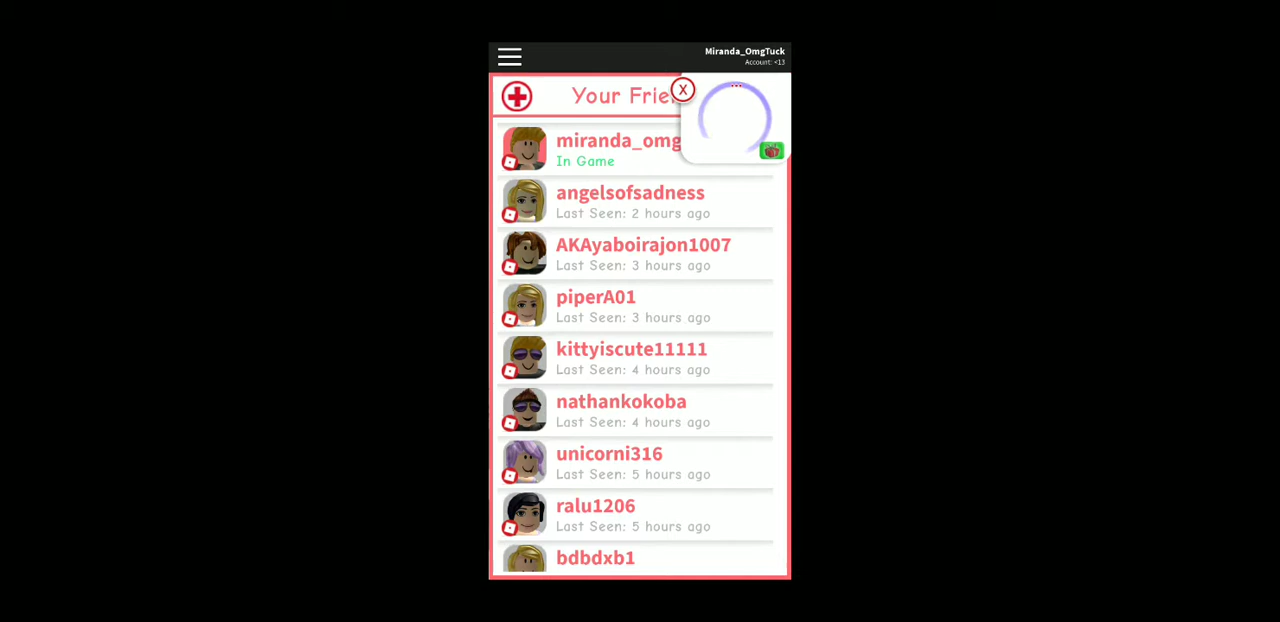 Miranda_OmgTuck
Account: <13
X
Your Frie
miranda_omg
In Game
angelsofsadness
Last Seen: 2 hours ago
AKAyaboirajon1007
Last Seen: 3 hours ago
piperA01
Last Seen: 3 hours ago
kittyiscute11111
Last Seen: 4 hours ago
nathankokoba
Last Seen: 4 hours ago
unicorni316
Last Seen: 5 hours ago
ralu1206
Last Seen: 5 hours ago
bdbdxb1